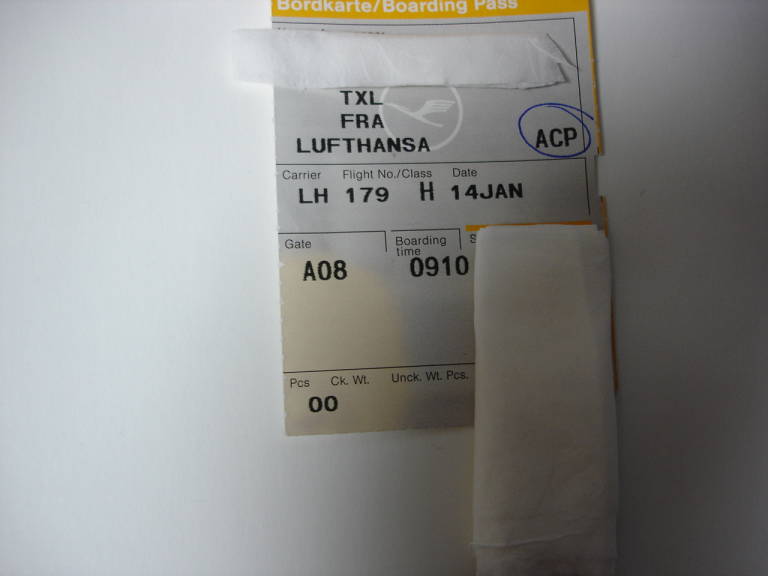 Bordkarte/Boarding Pass
TXL
FRA
LUFTHANSA
ACP
Carrier Flight No./Class Date
LH 179 H 14JAN
Gate Boarding time
A08 0910
Pcs Ck. Wt. Unck. Wt. Pcs.
00